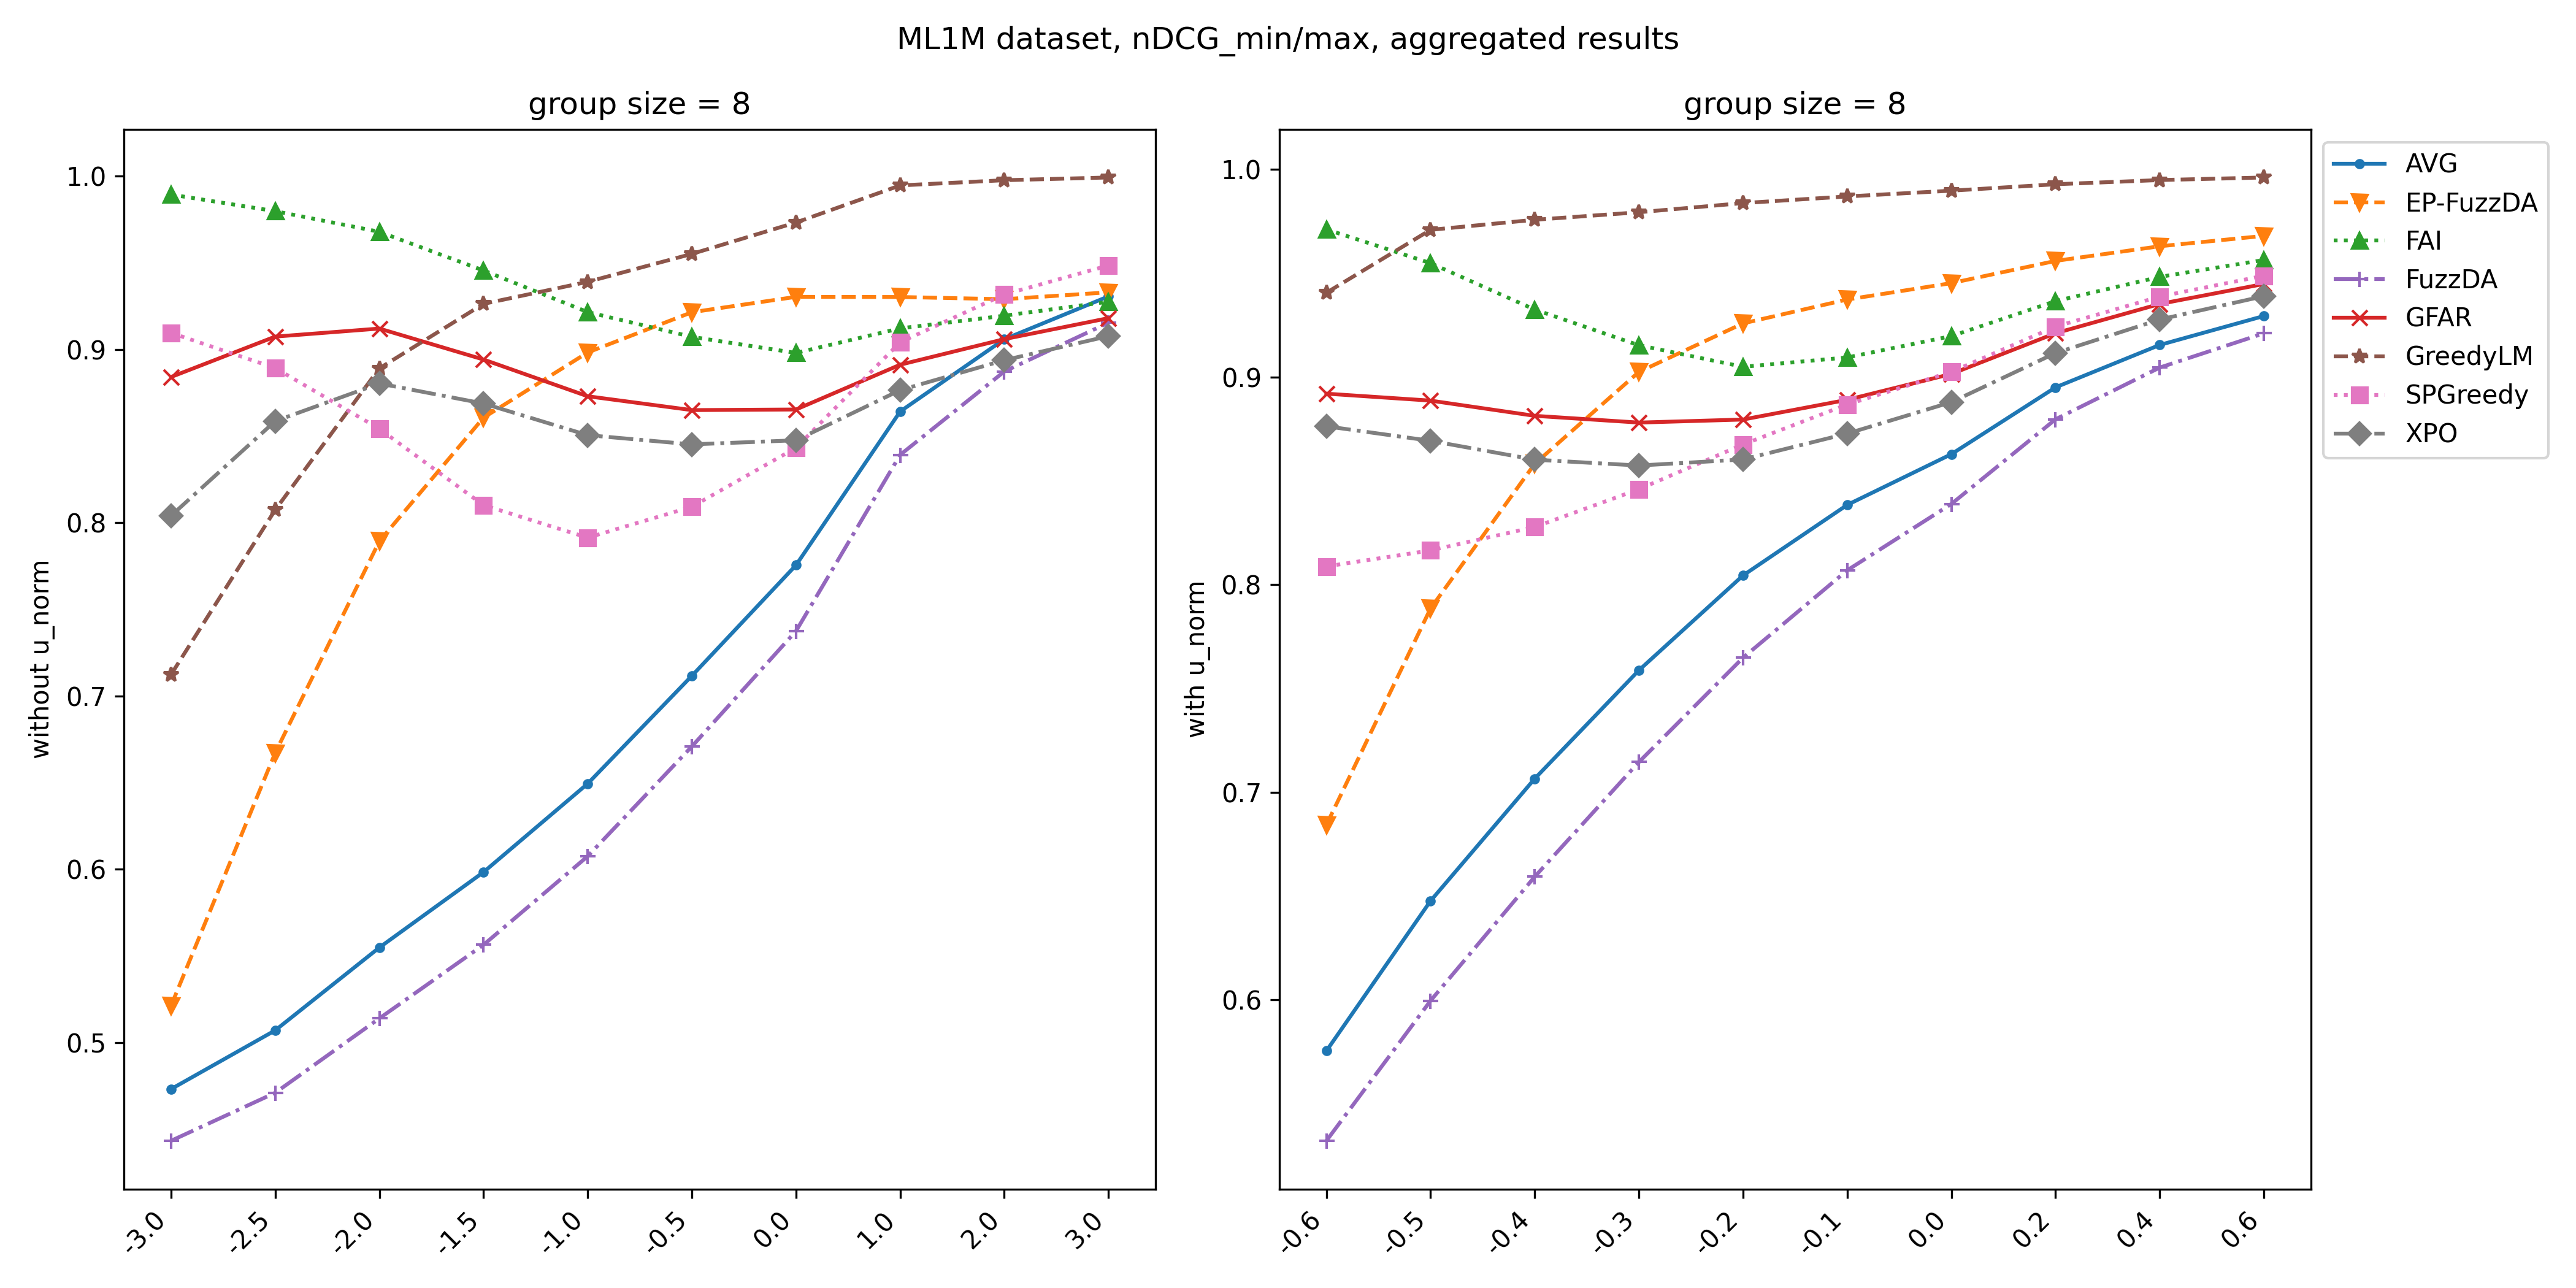 ML1M dataset, nDCG_min/max, aggregated results
group size = 8
without u_norm
1.0
0.9
0.8
0.7
0.6
0.5
-3.0
-2.5
-2.0
-1.5
-1.0
-0.5
0.0
1.0
2.0
3.0
group size = 8
with u_norm
1.0
0.9
0.8
0.7
0.6
-0.6
-0.5
-0.4
-0.3
-0.2
-0.1
0.0
0.2
0.4
0.6
AVG
EP-FuzzDA
FAI
FuzzDA
GFAR
GreedyLM
SPGreedy
XPO